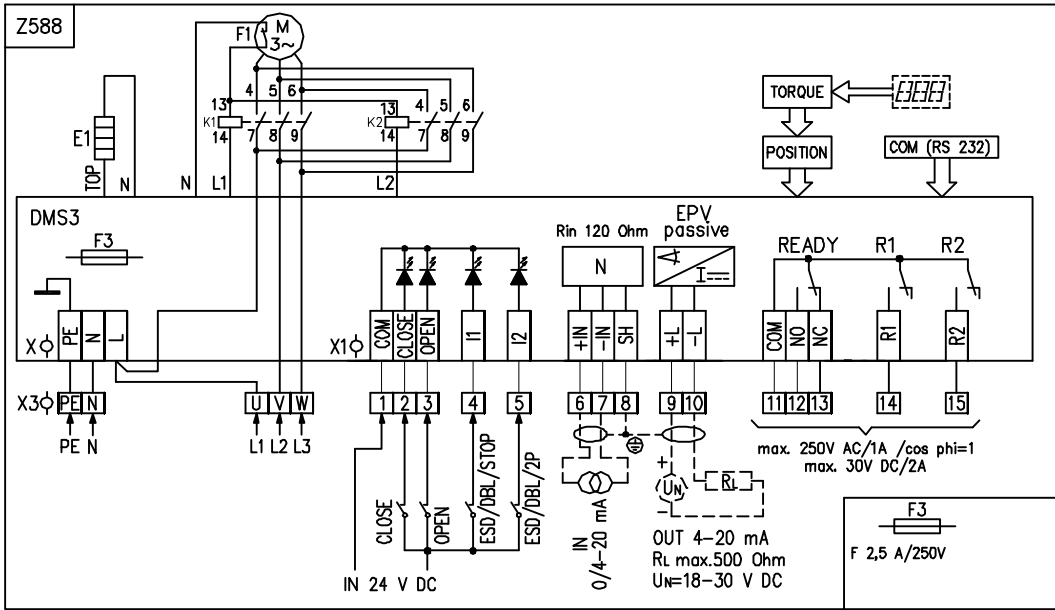 Z588
F1
M
3~
4
5
6
13
K1
14
7
8
9
4
5
6
13
K2
14
7
8
9
E1
TOP
N
N
L1
L2
TORQUE
POSITION
COM (RS 232)
DMS3
F3
Rin 120 Ohm
N
EPV
passive
I
READY
R1
R2
X
PE
N
L
X1
COM
CLOSE
OPEN
I1
I2
+IN
-IN
SH
+L
-L
COM
NO
NC
R1
R2
X3
PE
N
U
V
W
1
2
3
4
5
6
7
8
9
10
11
12
13
14
15
PE N
L1 L2 L3
CLOSE
OPEN
ESD/DBL/STOP
ESD/DBL/2P
IN 24 V DC
IN
0/4-20 mA
+
UN
-
RL
OUT 4-20 mA
RL max.500 Ohm
UN=18-30 V DC
max. 250V AC/1A /cos phi=1
max. 30V DC/2A
F3
F 2,5 A/250V